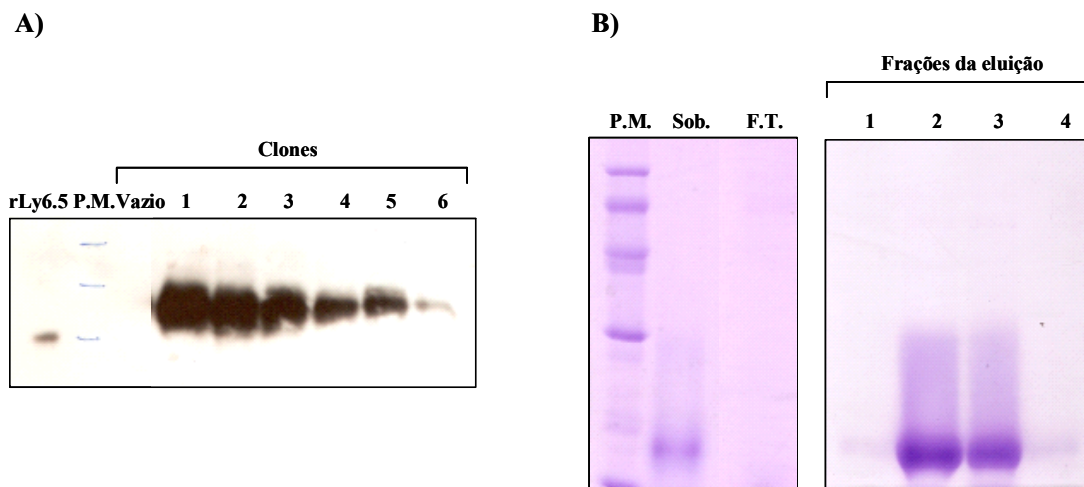 A)
Clones
rLy6.5 P.M. Vazio 1 2 3 4 5 6
B)
Frações da eluição
P.M. Sob. F.T. 1 2 3 4